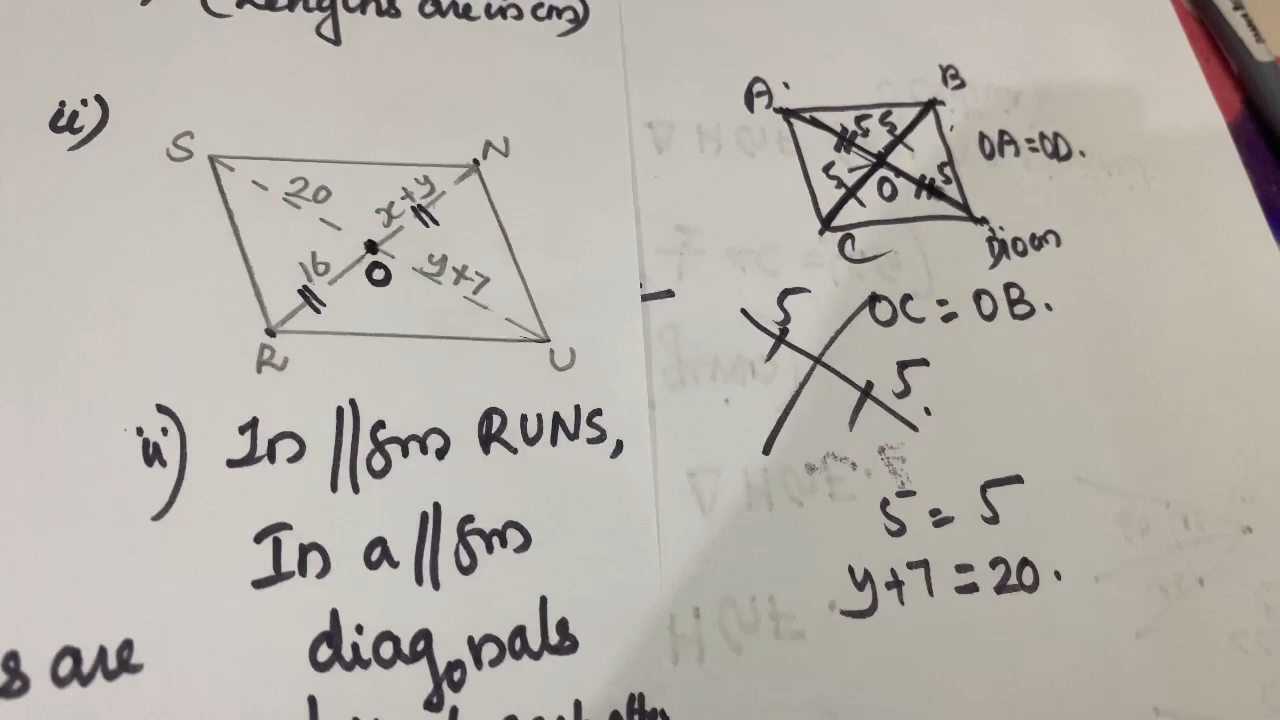 (Lengths are in cm)
ii)
S
N
20
x+y
16
O
y+7
R
U
ii) In ||gm RUNS,
In a ||gm
diagonals
s are
A
B
5 5
5
O
5
C
OA=OD.
OC = OB.
5
5.
5 = 5
y+7=20.